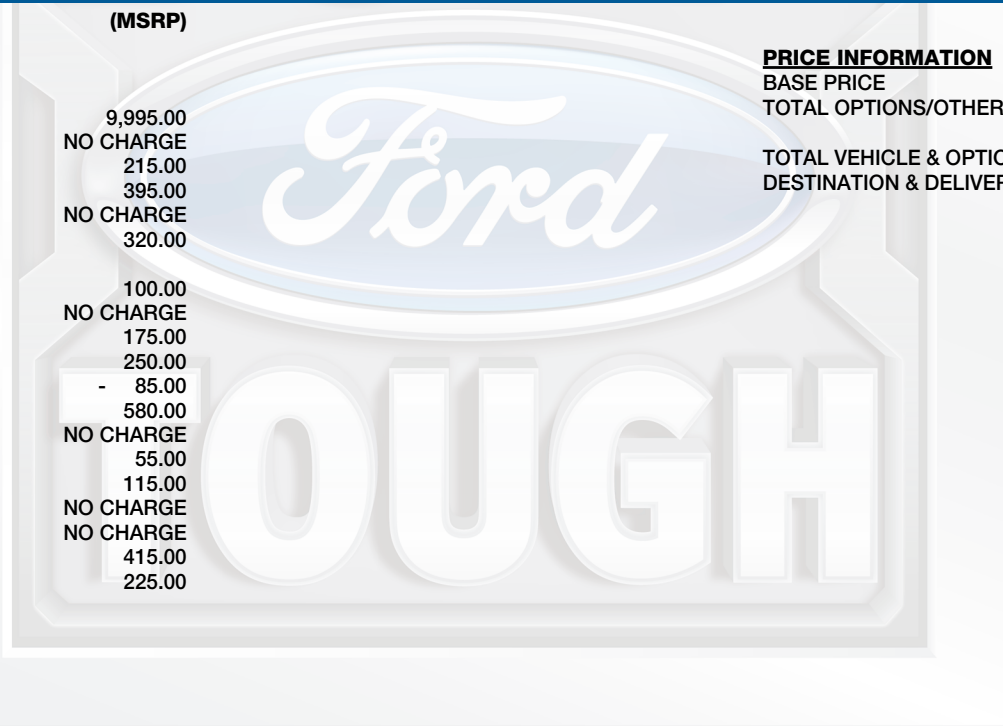 (MSRP)
9,995.00
NO CHARGE
215.00
395.00
NO CHARGE
320.00
100.00
NO CHARGE
175.00
250.00
- 85.00
580.00
NO CHARGE
55.00
115.00
NO CHARGE
NO CHARGE
415.00
225.00
PRICE INFORMATION
BASE PRICE
TOTAL OPTIONS/OTHER
TOTAL VEHICLE & OPTIO
DESTINATION & DELIVER
Ford
TOUGH